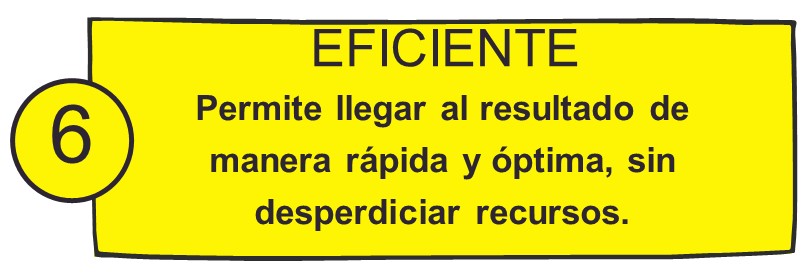 EFICIENTE
6
Permite llegar al resultado de
manera rápida y óptima, sin
desperdiciar recursos.